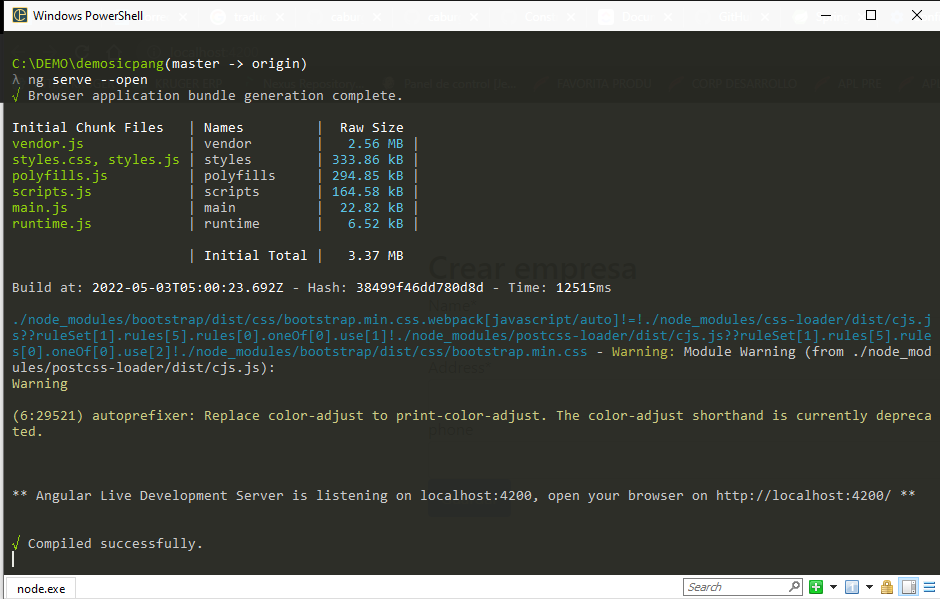 Windows PowerShell
C:\DEMO\demosicpang(master -> origin)
λ ng serve --open
√ Browser application bundle generation complete.
Initial Chunk Files | Names | Raw Size
vendor.js | vendor | 2.56 MB |
styles.css, styles.js | styles | 333.86 kB |
polyfills.js | polyfills | 294.85 kB |
scripts.js | scripts | 164.58 kB |
main.js | main | 22.82 kB |
runtime.js | runtime | 6.52 kB |
| Initial Total | 3.37 MB
Crear empresa
Build at: 2022-05-03T05:00:23.692Z - Hash: 38499f46dd780d8d - Time: 12515ms
./node_modules/bootstrap/dist/css/bootstrap.min.css.webpack[javascript/auto]!=!./node_modules/css-loader/dist/cjs.j
s??ruleSet[1].rules[5].rules[0].oneOf[0].use[1]!./node_modules/postcss-loader/dist/cjs.js??ruleSet[1].rules[5].rule
s[0].oneOf[0].use[2]!./node_modules/bootstrap/dist/css/bootstrap.min.css - Warning: Module Warning (from ./node_mod
ules/postcss-loader/dist/cjs.js):
Warning
(6:29521) autoprefixer: Replace color-adjust to print-color-adjust. The color-adjust shorthand is currently depreca
ted.
** Angular Live Development Server is listening on localhost:4200, open your browser on http://localhost:4200/ **
√ Compiled successfully.
node.exe
Search